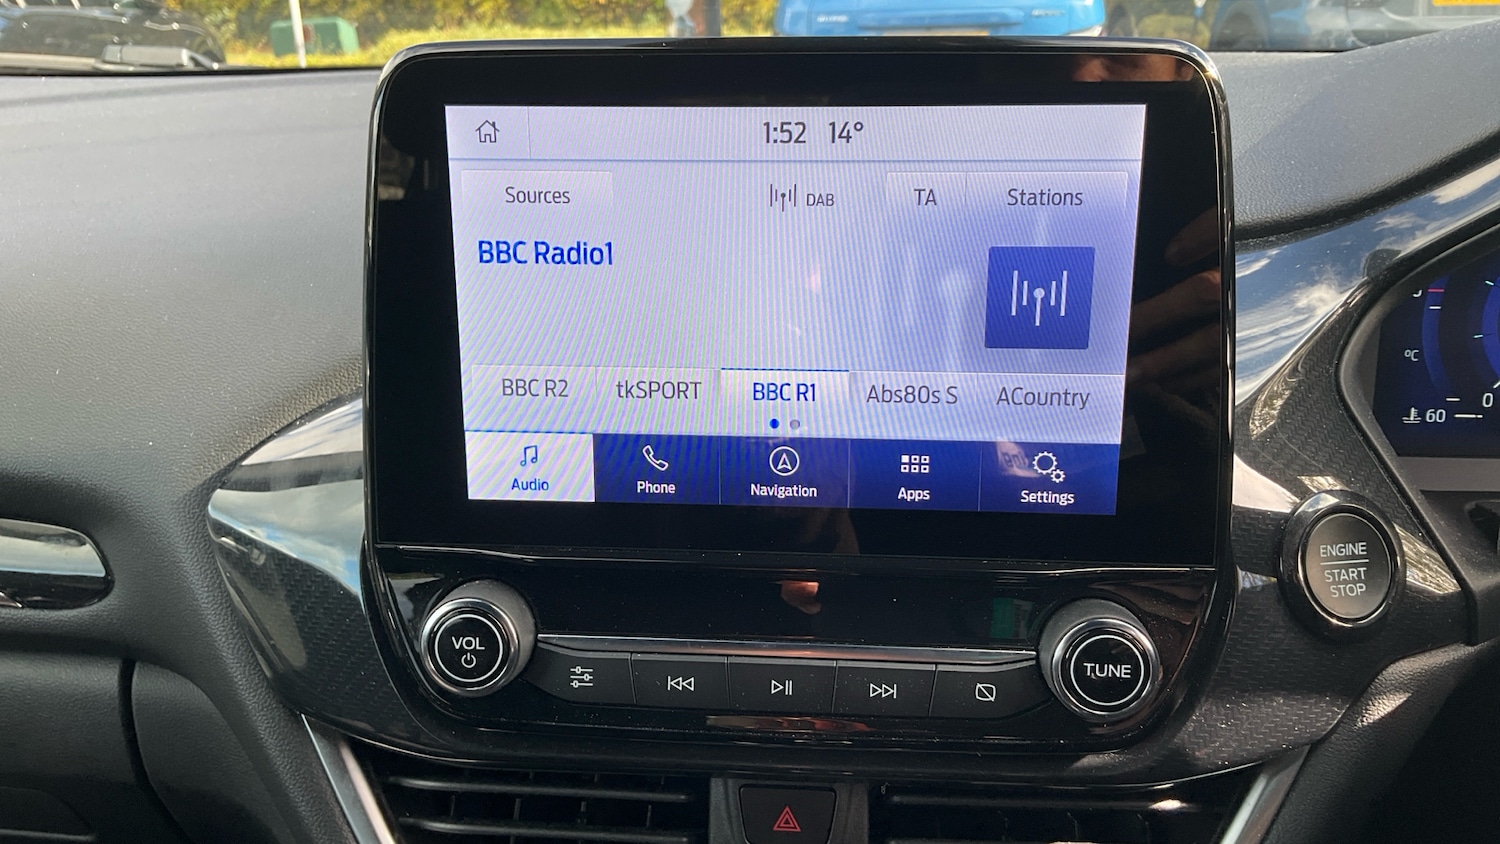 1:52 14°
Sources DAB TA Stations
BBC Radio1
BBC R2 tkSPORT BBC R1 Abs80s S ACountry
Audio Phone Navigation Apps Settings
°C
0
60
ENGINE
START
STOP
VOL
TUNE